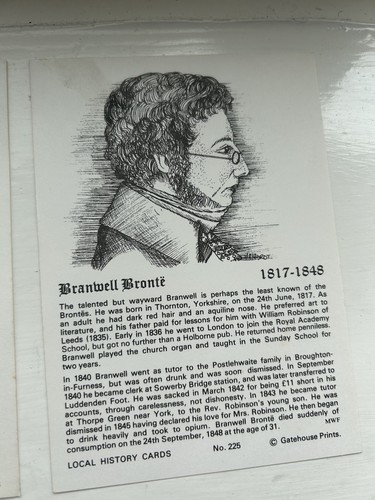 Branwell Brontë 1817-1848
The talented but wayward Branwell is perhaps the least known of the
Brontës. He was born in Thornton, Yorkshire, on the 24th June, 1817. As
an adult he had dark red hair and an aquiline nose. He preferred art to
literature, and his father paid for lessons for him with William Robinson of
Leeds (1835). Early in 1836 he went to London to join the Royal Academy
School, but got no further than a Holborne pub. He returned home penniless.
Branwell played the church organ and taught in the Sunday School for
two years.
In 1840 Branwell went as tutor to the Postlewaite family in Broughton-
in-Furness, but was often drunk and was soon dismissed. In September
1840 he became clerk at Sowerby Bridge station, and was later transferred to
Luddenden Foot. He was sacked in March 1842 for being £11 short in his
accounts, through carelessness, not dishonesty. In 1843 he became tutor
at Thorpe Green near York, to the Rev. Robinson's young son. He was
dismissed in 1845 having declared his love for Mrs. Robinson. He then began
to drink heavily and took to opium. Branwell Brontë died suddenly of
consumption on the 24th September, 1848 at the age of 31. MWF
LOCAL HISTORY CARDS No. 225 © Gatehouse Prints.